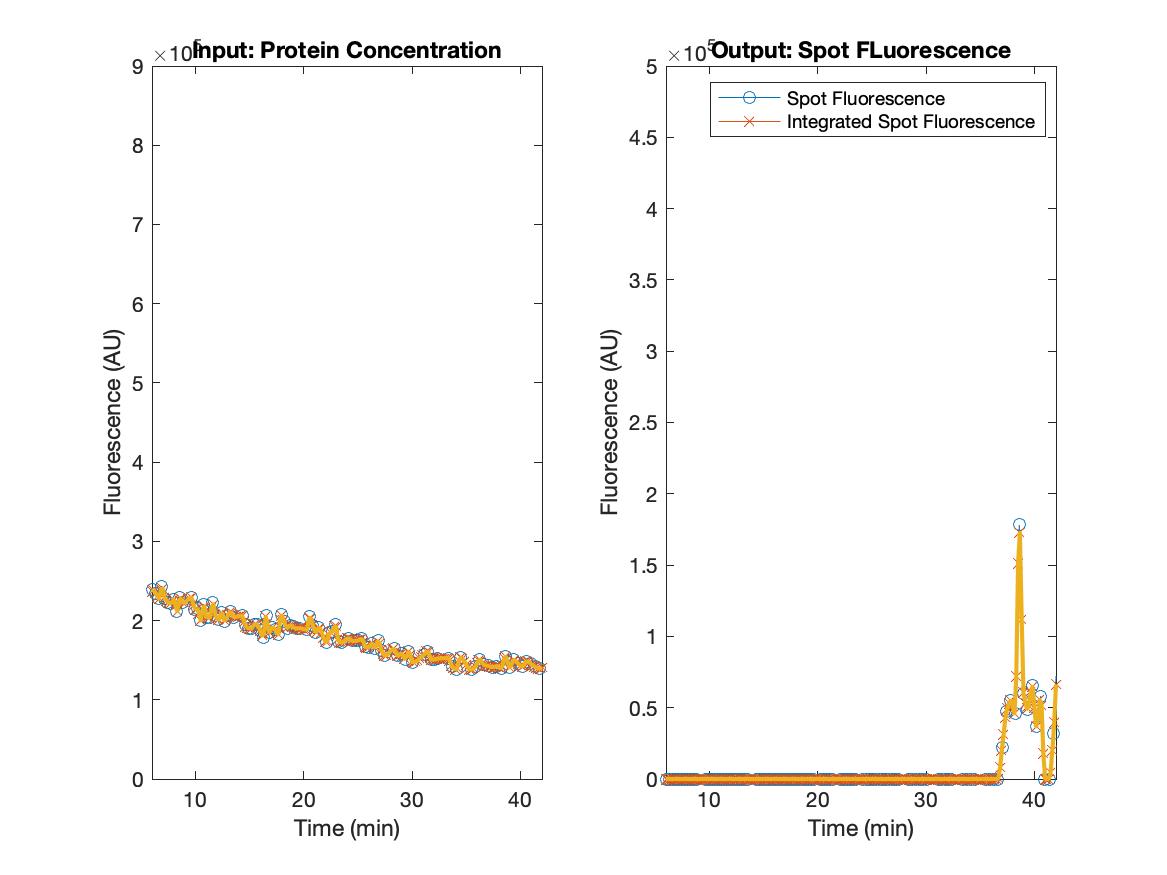 Input: Protein Concentration
×10⁵
9
8
7
6
5
4
3
2
1
0
Fluorescence (AU)
10 20 30 40
Time (min)
Output: Spot FLuorescence
×10⁵
Spot Fluorescence
Integrated Spot Fluorescence
5
4.5
4
3.5
3
2.5
2
1.5
1
0.5
0
Fluorescence (AU)
10 20 30 40
Time (min)